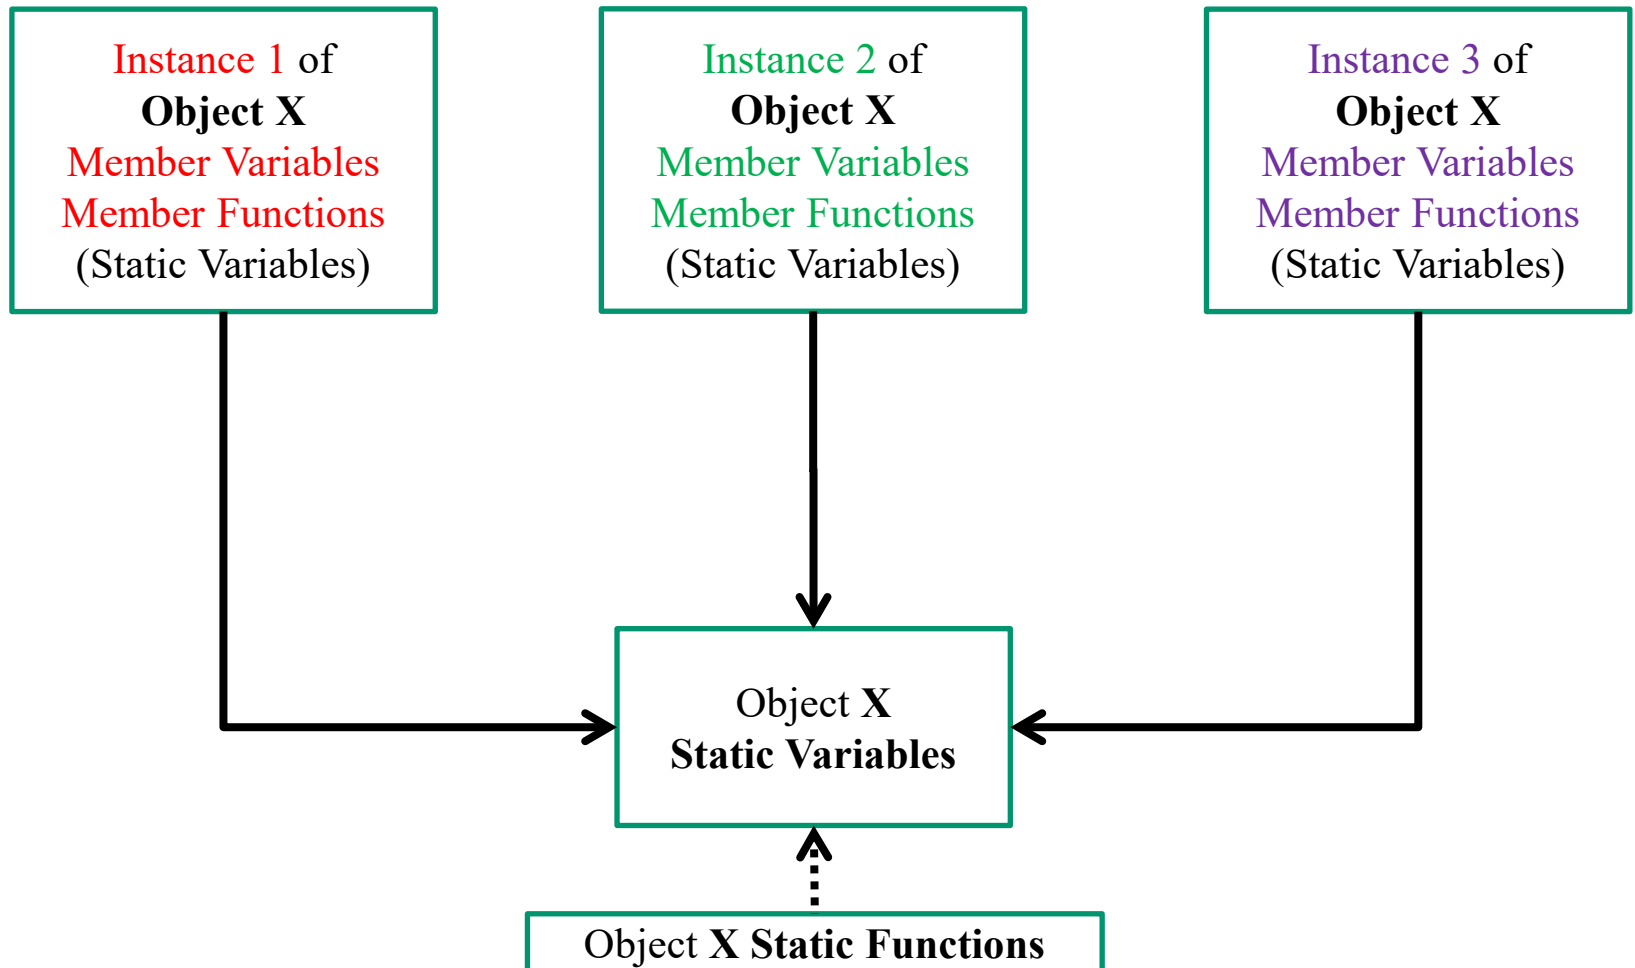 Instance 1 of
Object X
Member Variables
Member Functions
(Static Variables)
Instance 2 of
Object X
Member Variables
Member Functions
(Static Variables)
Instance 3 of
Object X
Member Variables
Member Functions
(Static Variables)
Object X
Static Variables
Object X Static Functions